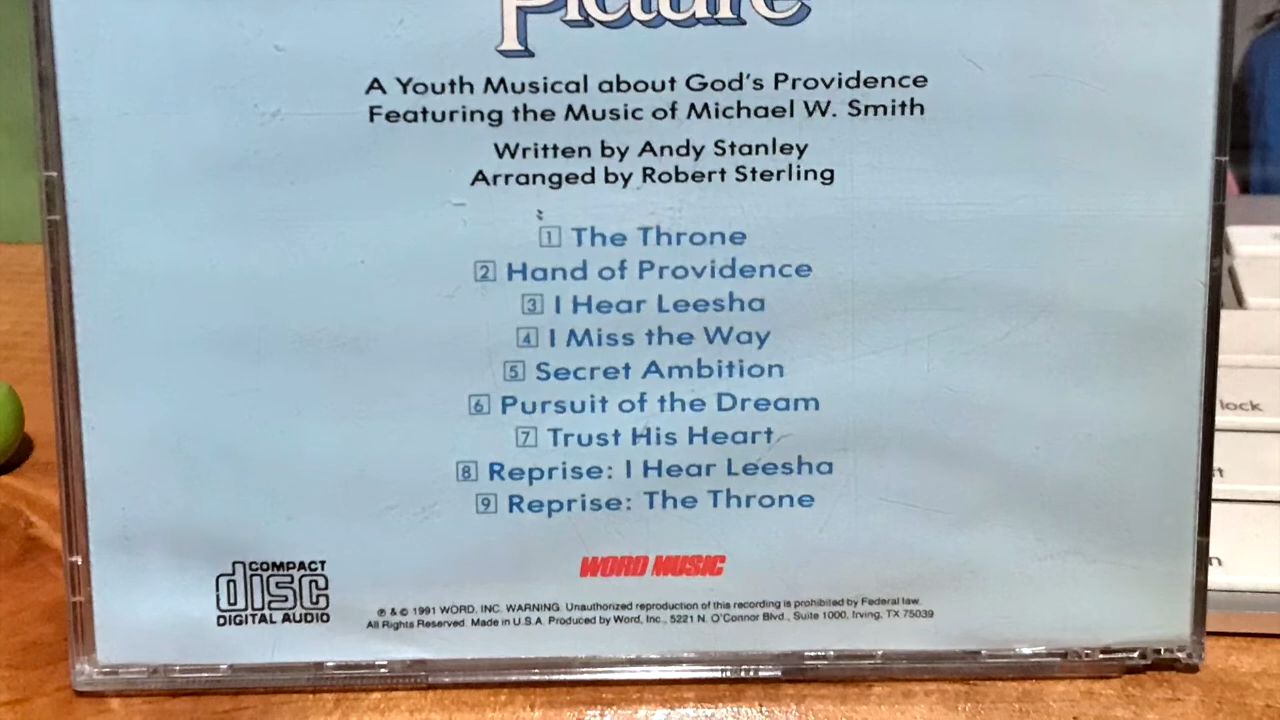 Picture
A Youth Musical about God's Providence
Featuring the Music of Michael W. Smith
Written by Andy Stanley
Arranged by Robert Sterling
1 The Throne
2 Hand of Providence
3 I Hear Leesha
4 I Miss the Way
5 Secret Ambition
6 Pursuit of the Dream
7 Trust His Heart
8 Reprise: I Hear Leesha
9 Reprise: The Throne
WORD MUSIC
COMPACT
disc
DIGITAL AUDIO
℗ & © 1991 WORD, INC. WARNING. Unauthorized reproduction of this recording is prohibited by Federal law.
All Rights Reserved. Made in U.S.A. Produced by Word, Inc., 5221 N. O'Connor Blvd., Suite 1000, Irving, TX 75039
lock